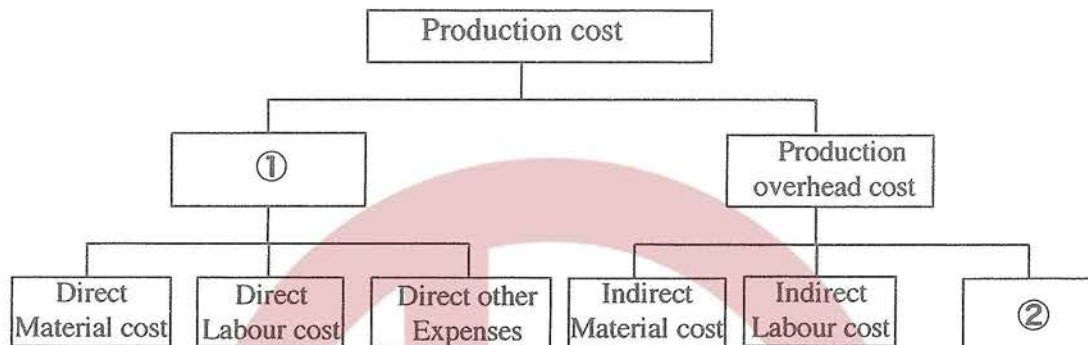 Production cost
①
Production
overhead cost
Direct
Material cost
Direct
Labour cost
Direct other
Expenses
Indirect
Material cost
Indirect
Labour cost
②